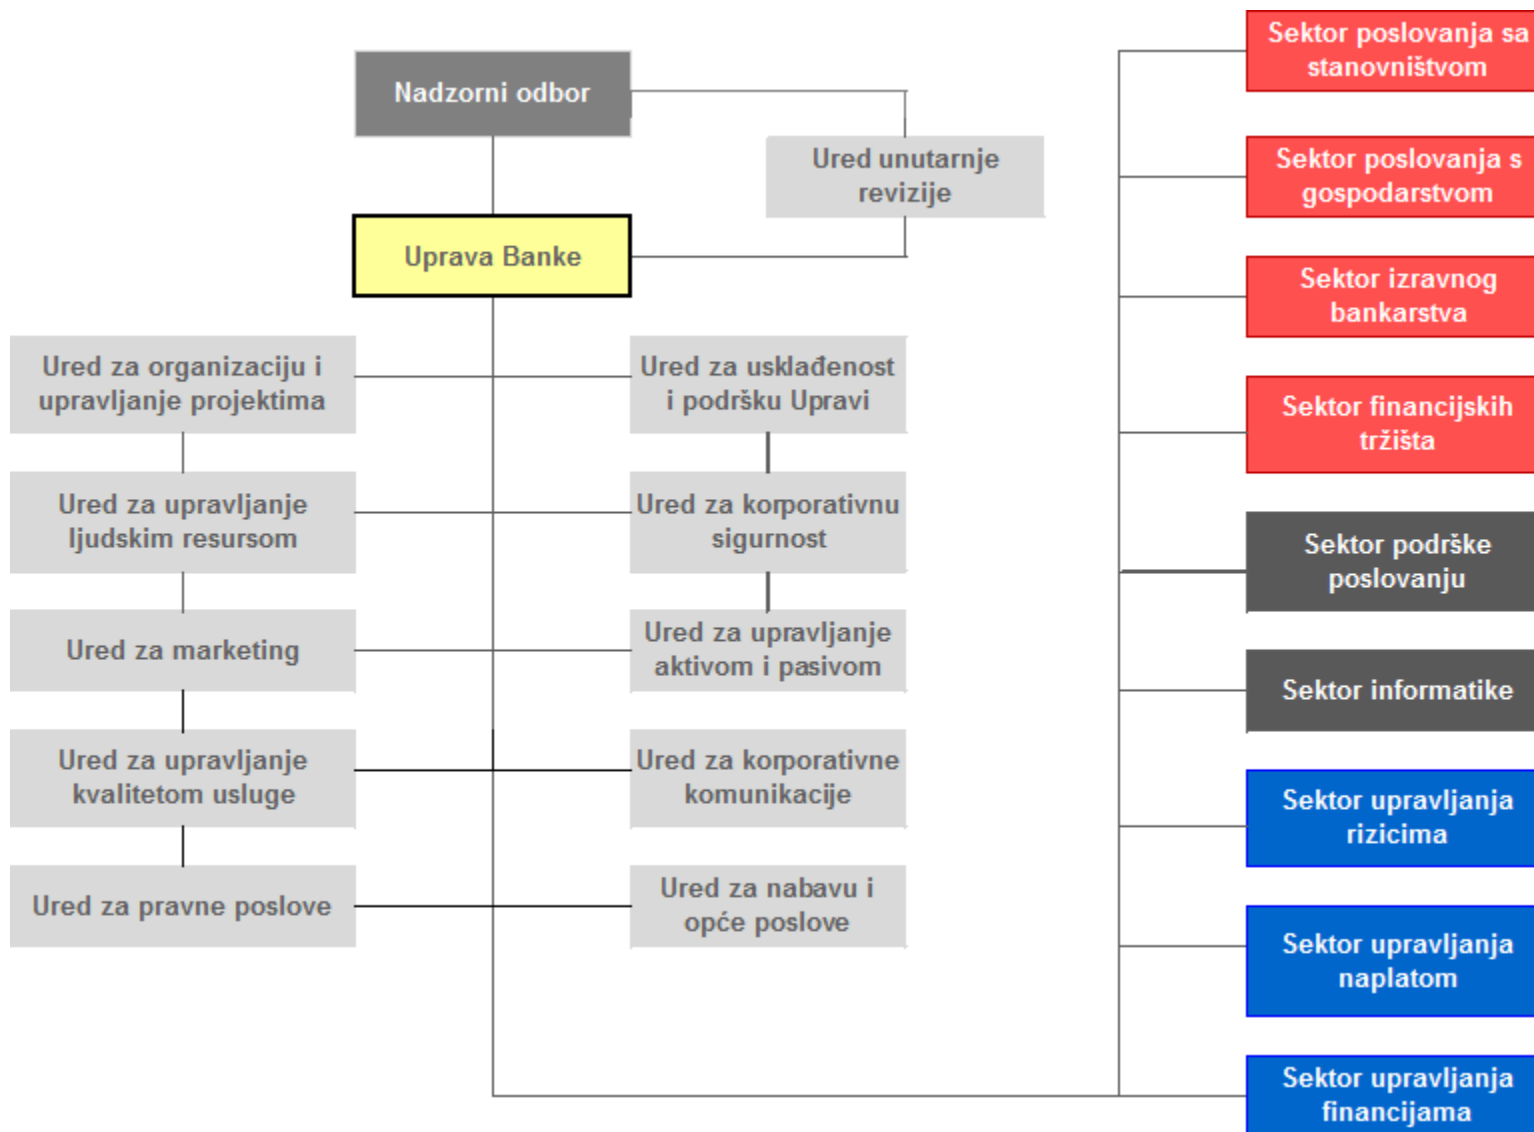 Nadzorni odbor
Ured unutarnje
revizije
Uprava Banke
Ured za organizaciju i
upravljanje projektima
Ured za usklađenost
i podršku Upravi
Ured za upravljanje
ljudskim resursom
Ured za korporativnu
sigurnost
Ured za marketing
Ured za upravljanje
aktivom i pasivom
Ured za upravljanje
kvalitetom usluge
Ured za korporativne
komunikacije
Ured za pravne poslove
Ured za nabavu i
opće poslove
Sektor poslovanja sa
stanovništvom
Sektor poslovanja s
gospodarstvom
Sektor izravnog
bankarstva
Sektor financijskih
tržišta
Sektor podrške
poslovanju
Sektor informatike
Sektor upravljanja
rizicima
Sektor upravljanja
naplatom
Sektor upravljanja
financijama